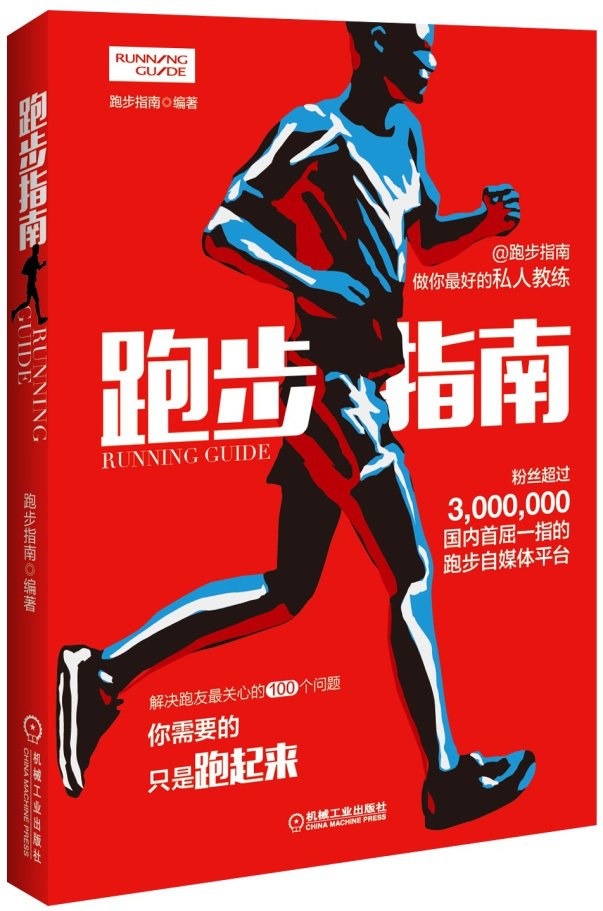 RUNNING
GUIDE
跑步指南◎编著
@跑步指南
做你最好的私人教练
跑步指南
RUNNING GUIDE
粉丝超过
3,000,000
国内首屈一指的
跑步自媒体平台
解决跑友最关心的100个问题
你需要的
只是跑起来
机械工业出版社
CHINA MACHINE PRESS
跑步指南
RUNNING
GUIDE
跑步指南◎编著
机械工业出版社
CHINA MACHINE PRESS